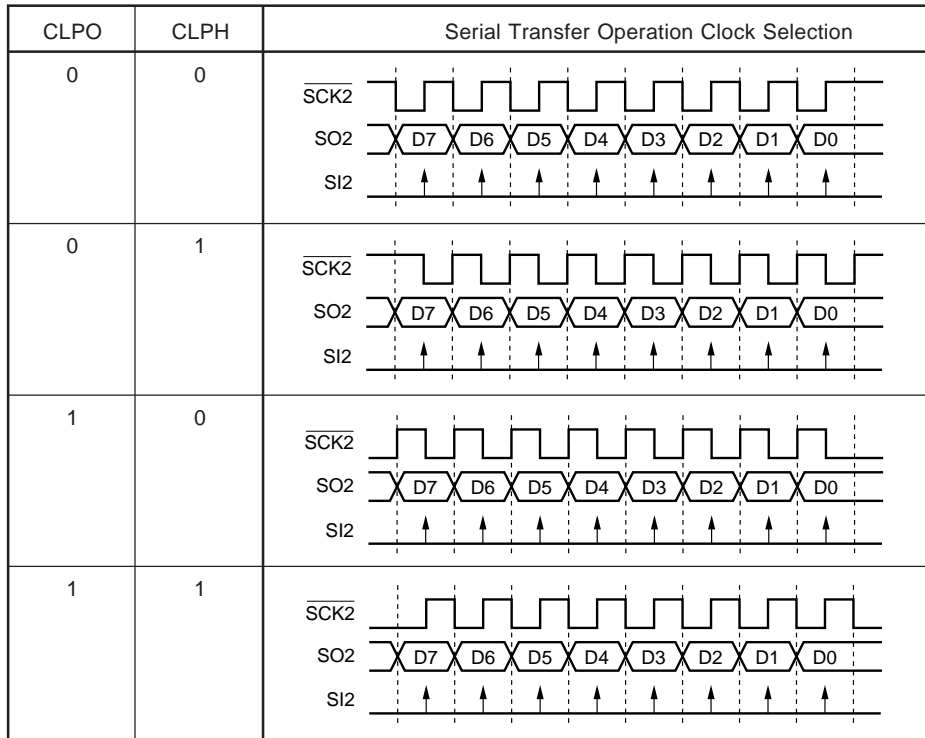 CLPO CLPH Serial Transfer Operation Clock Selection
0 0
SCK2
SO2 D7 D6 D5 D4 D3 D2 D1 D0
SI2
0 1
SCK2
SO2 D7 D6 D5 D4 D3 D2 D1 D0
SI2
1 0
SCK2
SO2 D7 D6 D5 D4 D3 D2 D1 D0
SI2
1 1
SCK2
SO2 D7 D6 D5 D4 D3 D2 D1 D0
SI2